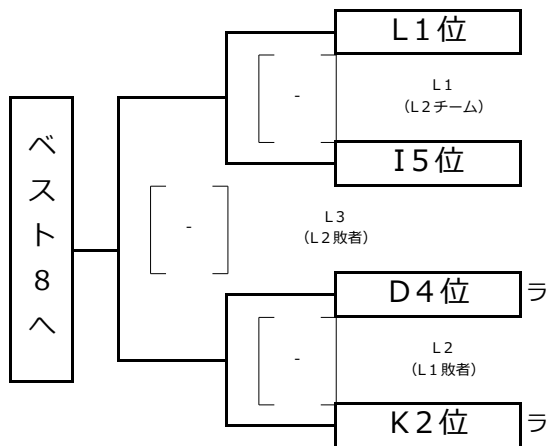 L1位
-
L1
(L2チーム)
I5位
ベスト8へ
-
L3
(L2敗者)
D4位 ラ
-
L2
(L1敗者)
K2位 ラ